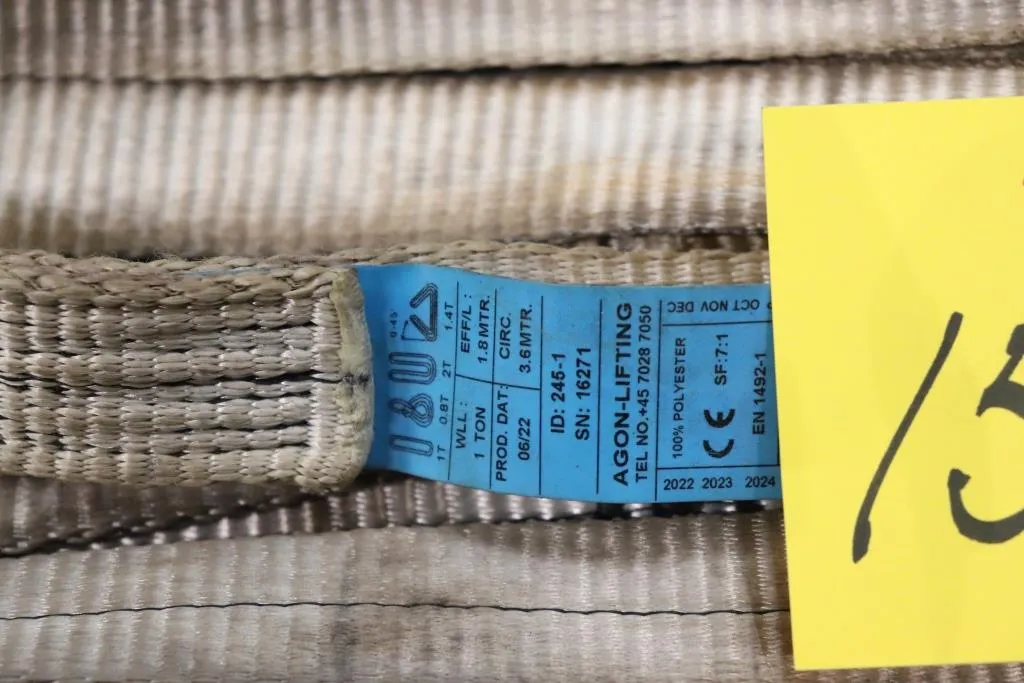 1T 0.8T 2T 1.4T
0-45°
WLL : EFF/L :
1 TON 1.8 MTR.
PROD. DAT: CIRC.
06/22 3.6MTR.
ID: 245-1
SN: 16271
AGON-LIFTING
TEL NO.+45 7028 7050
OCT NOV DEC
100% POLYESTER
CE SF:7:1
EN 1492-1
2022 2023 2024
15